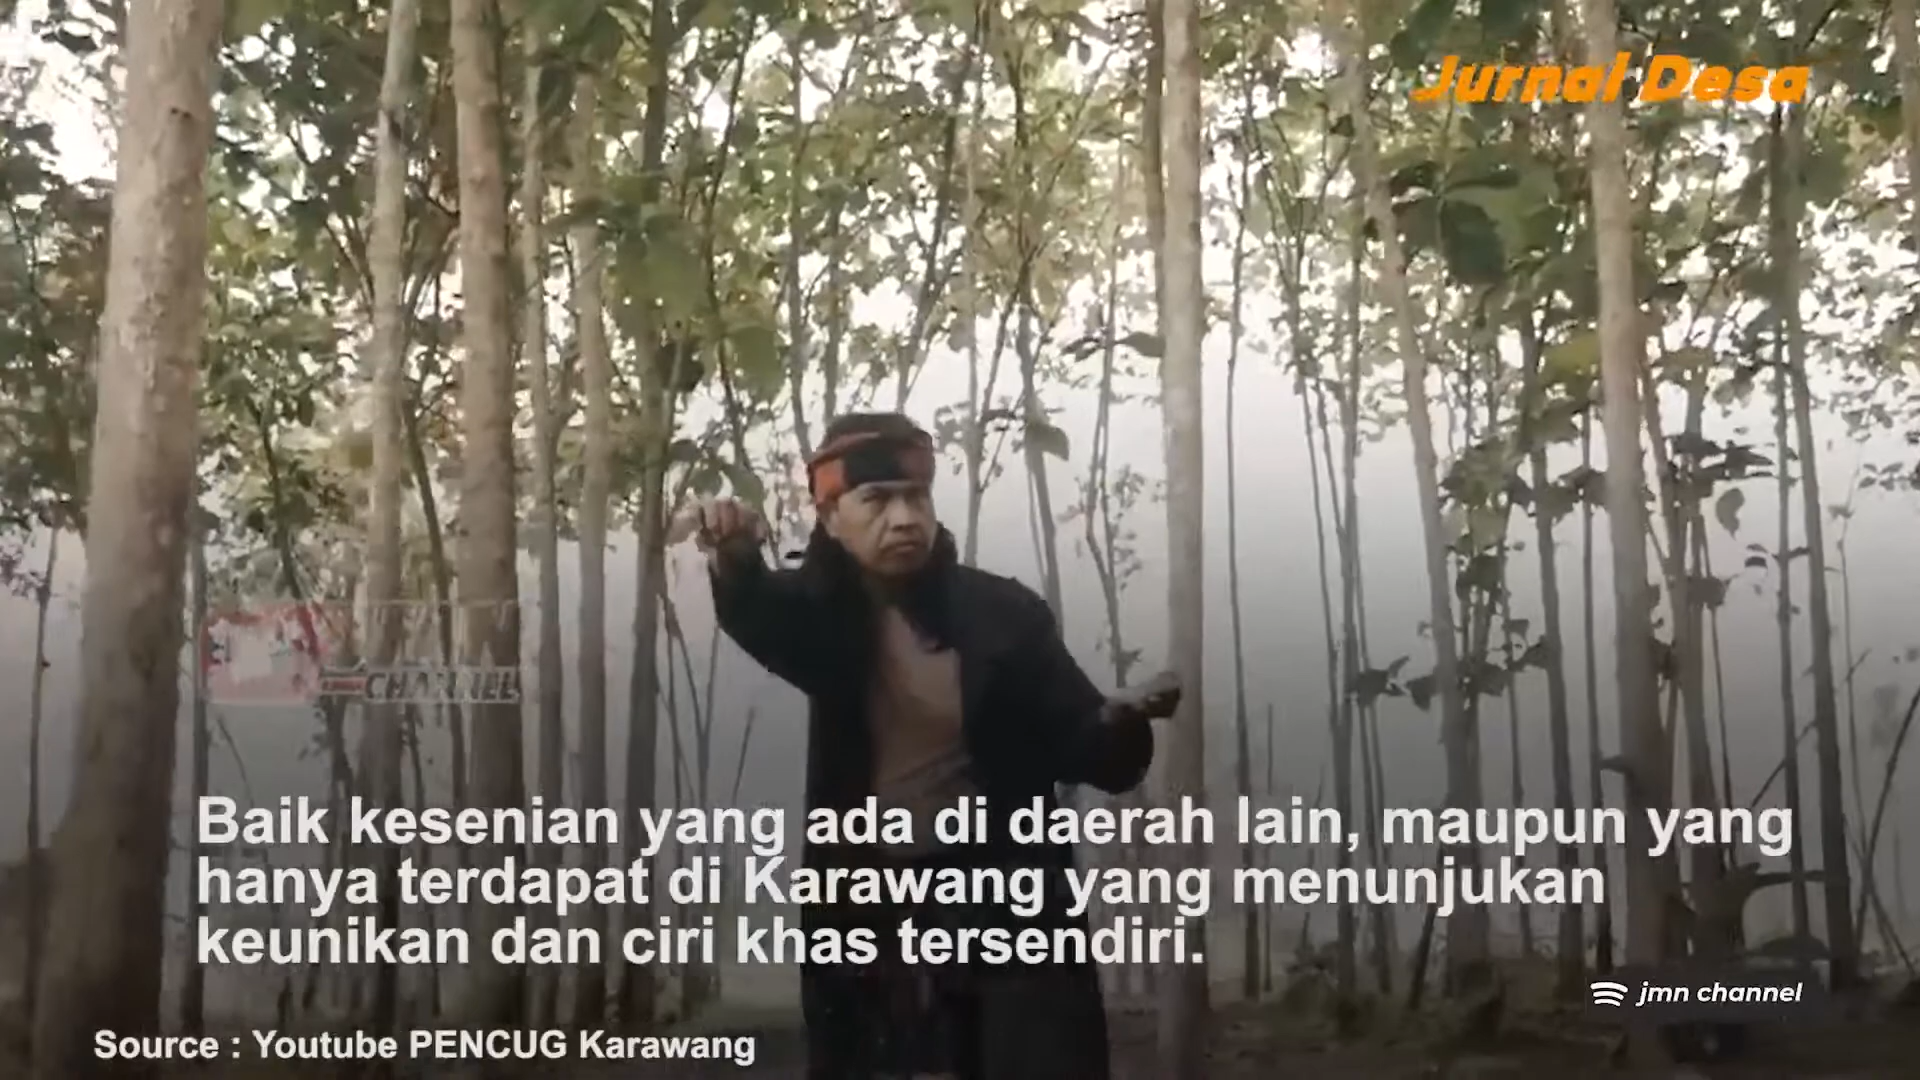 Jurnal Desa
CHANNEL
Baik kesenian yang ada di daerah lain, maupun yang
hanya terdapat di Karawang yang menunjukan
keunikan dan ciri khas tersendiri.
jmn channel
Source : Youtube PENCUG Karawang